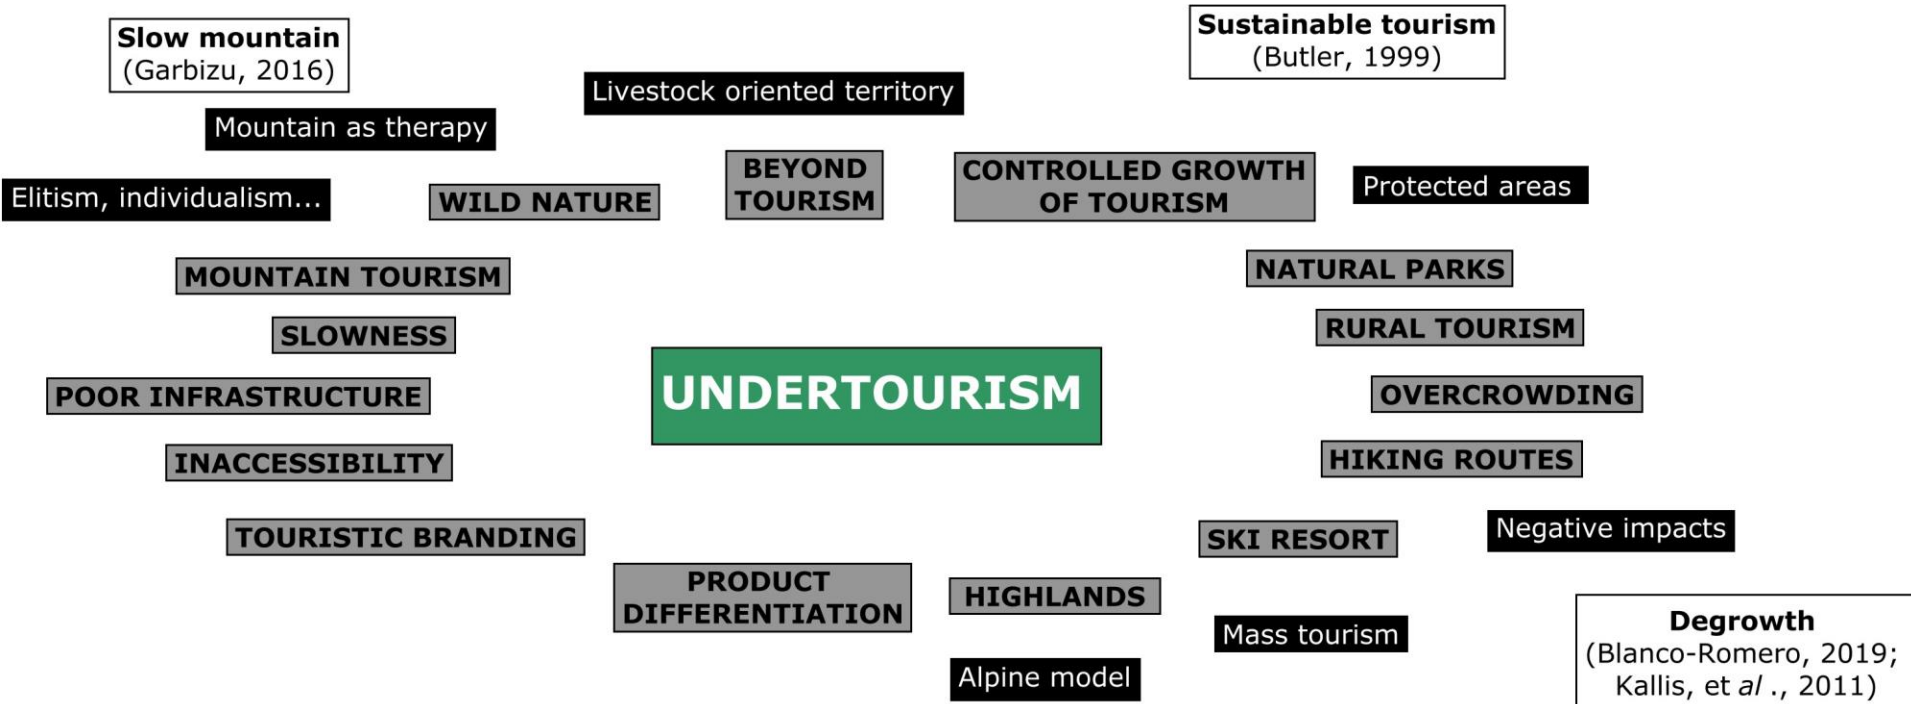 Slow mountain
(Garbizu, 2016)
Sustainable tourism
(Butler, 1999)
Livestock oriented territory
Mountain as therapy
BEYOND
TOURISM
CONTROLLED GROWTH
OF TOURISM
Protected areas
Elitism, individualism...
WILD NATURE
MOUNTAIN TOURISM
NATURAL PARKS
SLOWNESS
RURAL TOURISM
UNDERTOURISM
POOR INFRASTRUCTURE
OVERCROWDING
INACCESSIBILITY
HIKING ROUTES
TOURISTIC BRANDING
SKI RESORT
Negative impacts
PRODUCT
DIFFERENTIATION
HIGHLANDS
Mass tourism
Alpine model
Degrowth
(Blanco-Romero, 2019;
Kallis, et al ., 2011)